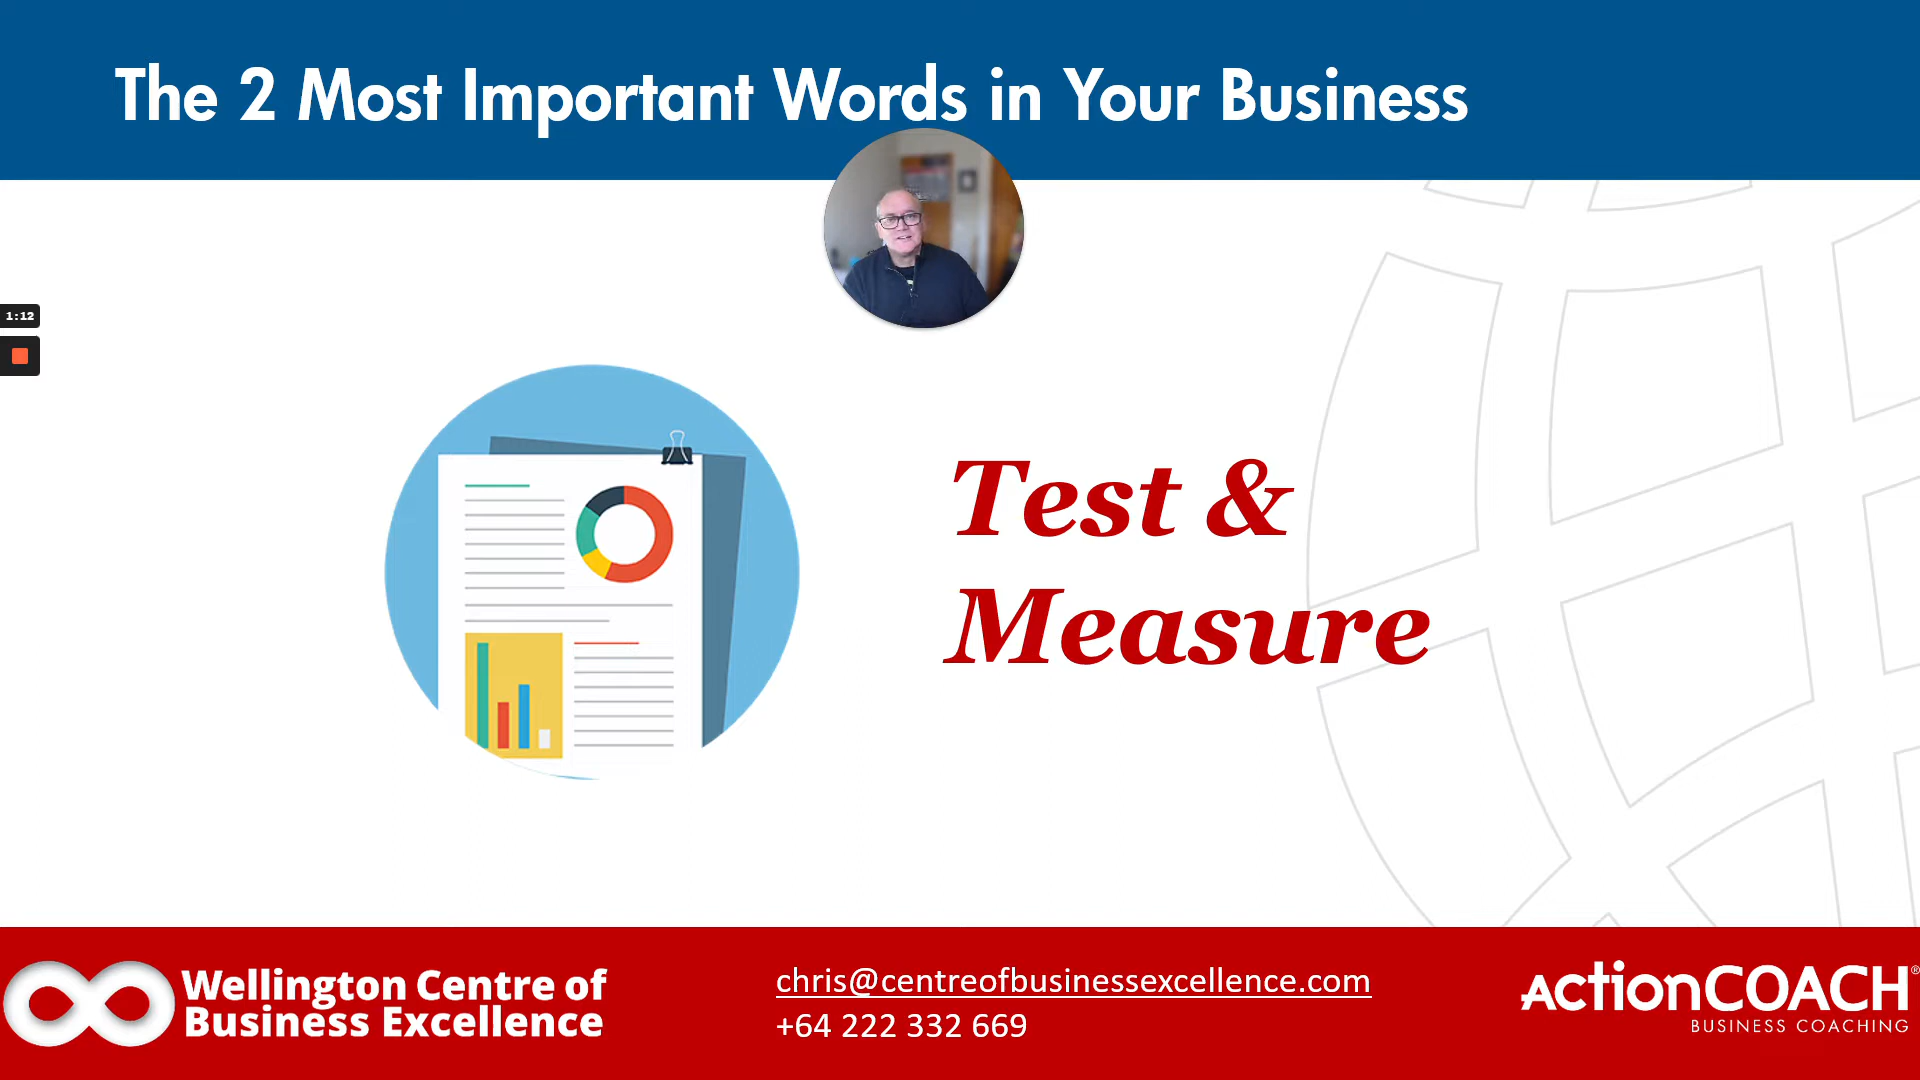 The 2 Most Important Words in Your Business
1:12
Test &
Measure
Wellington Centre of
Business Excellence
chris@centreofbusinessexcellence.com
+64 222 332 669
actionCOACH®
BUSINESS COACHING